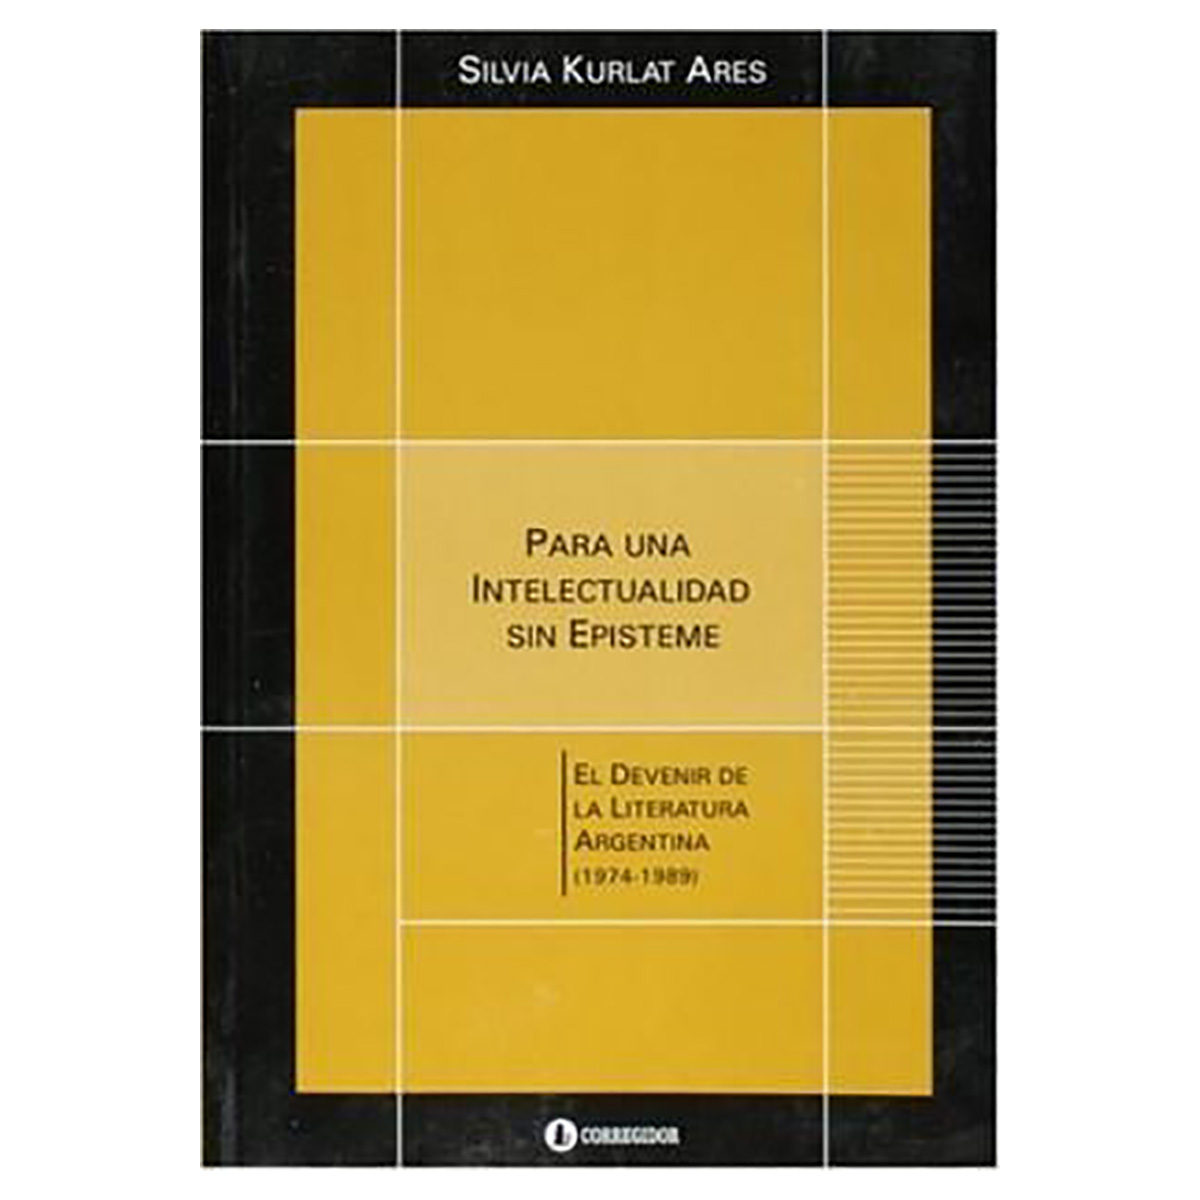 SILVIA KURLAT ARES
PARA UNA
INTELECTUALIDAD
SIN EPISTEME
EL DEVENIR DE
LA LITERATURA
ARGENTINA
(1974-1989)
CORREGIDOR